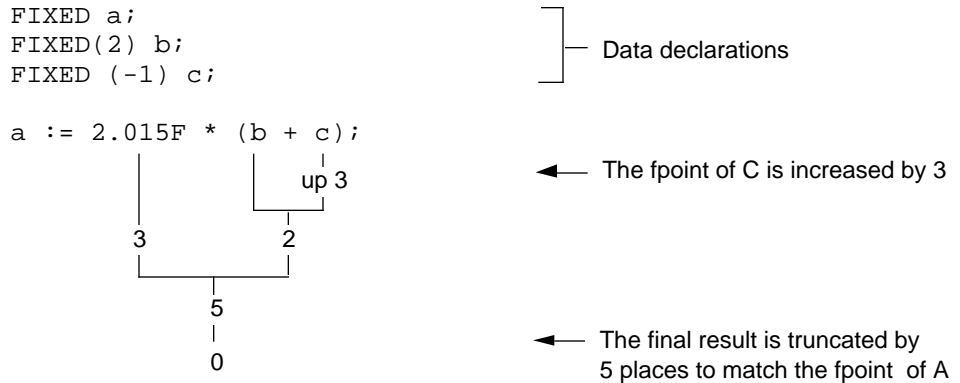 FIXED a;
FIXED(2) b;
FIXED (-1) c;
Data declarations
a := 2.015F * (b + c);
up 3
The fpoint of C is increased by 3
3 2
5
0
The final result is truncated by
5 places to match the fpoint of A